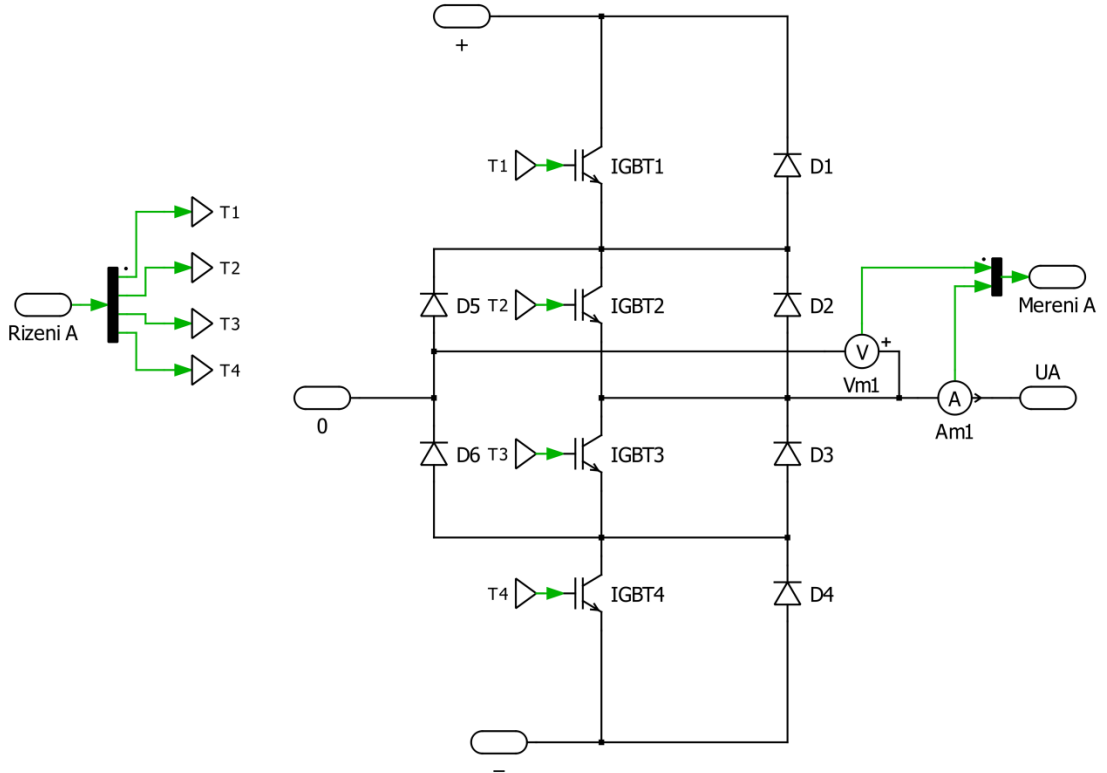 +
T1
IGBT1
D1
T1
T2
T3
T4
Rizeni A
D5
T2
IGBT2
D2
V
+
Vm1
Mereni A
UA
A
Am1
0
D6
T3
IGBT3
D3
T4
IGBT4
D4
-